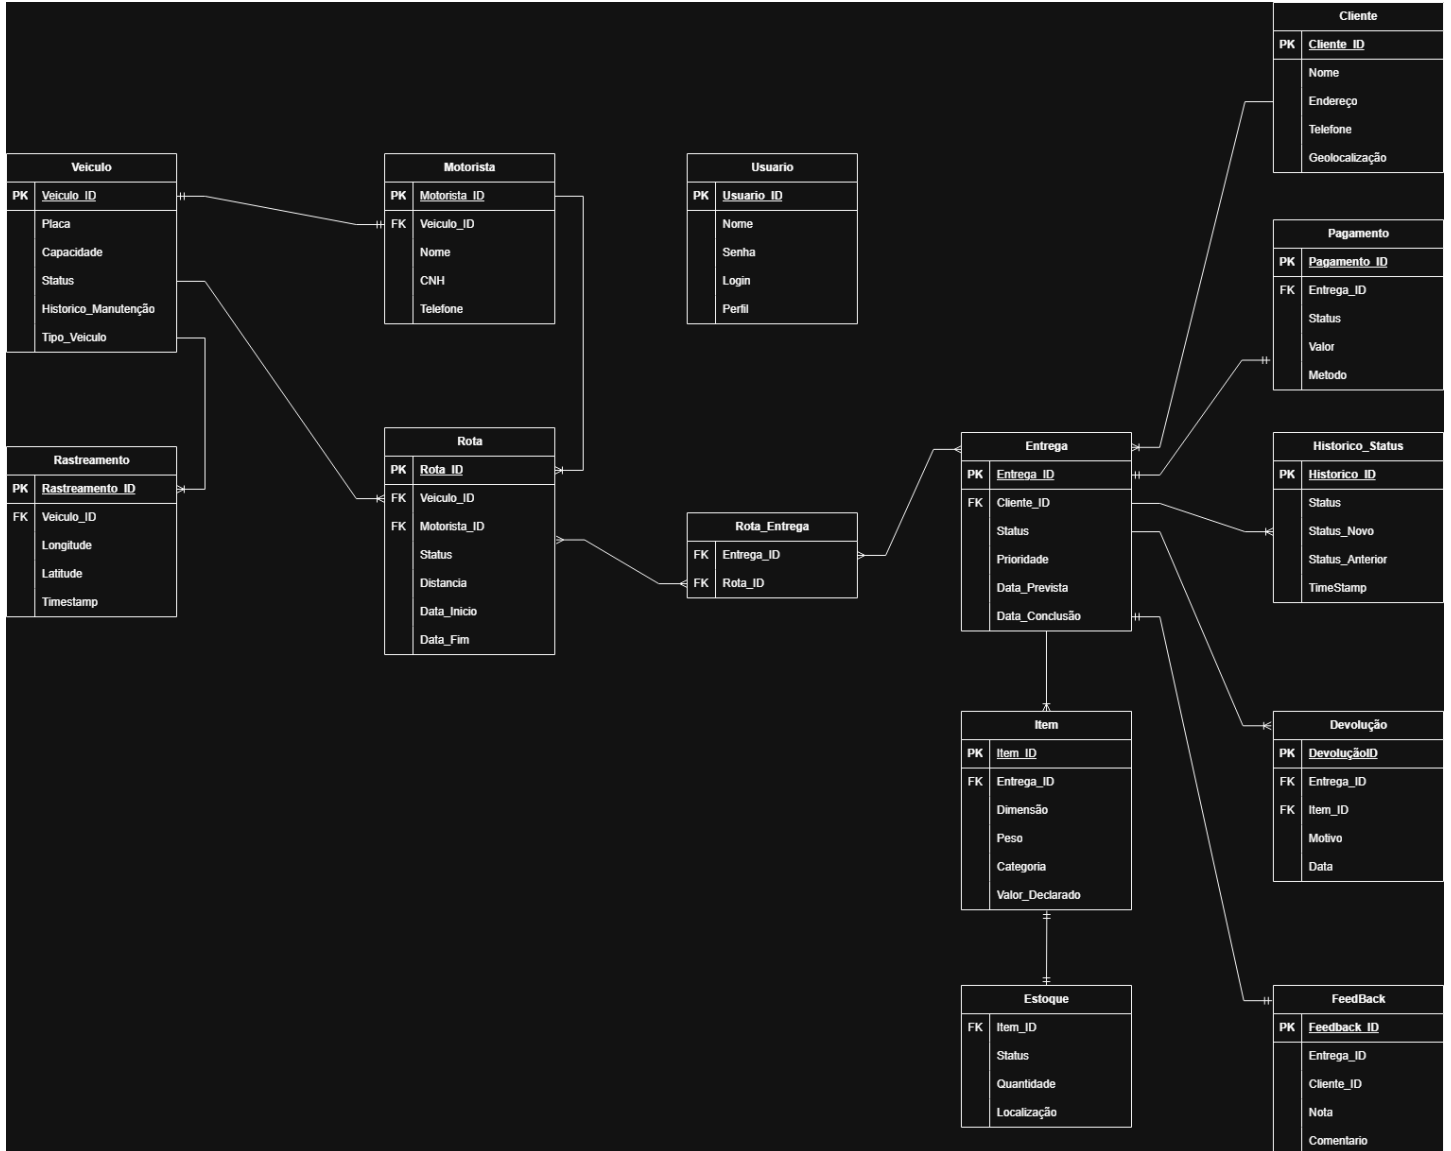 Cliente
PK Cliente_ID
Nome
Endereço
Telefone
Geolocalização
Veiculo
PK Veiculo_ID
Placa
Capacidade
Status
Historico_Manutenção
Tipo_Veiculo
Motorista
PK Motorista_ID
FK Veiculo_ID
Nome
CNH
Telefone
Usuario
PK Usuario_ID
Nome
Senha
Login
Perfil
Pagamento
PK Pagamento_ID
FK Entrega_ID
Status
Valor
Metodo
Rastreamento
PK Rastreamento_ID
FK Veiculo_ID
Longitude
Latitude
Timestamp
Rota
PK Rota_ID
FK Veiculo_ID
FK Motorista_ID
Status
Distancia
Data_Inicio
Data_Fim
Rota_Entrega
FK Entrega_ID
FK Rota_ID
Entrega
PK Entrega_ID
FK Cliente_ID
Status
Prioridade
Data_Prevista
Data_Conclusão
Historico_Status
PK Historico_ID
Status
Status_Novo
Status_Anterior
TimeStamp
Item
PK Item_ID
FK Entrega_ID
Dimensão
Peso
Categoria
Valor_Declarado
Devolução
PK DevoluçãoID
FK Entrega_ID
FK Item_ID
Motivo
Data
Estoque
FK Item_ID
Status
Quantidade
Localização
FeedBack
PK Feedback_ID
Entrega_ID
Cliente_ID
Nota
Comentario